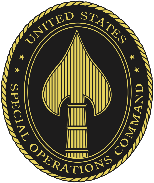 UNITED STATES
SPECIAL OPERATIONS COMMAND